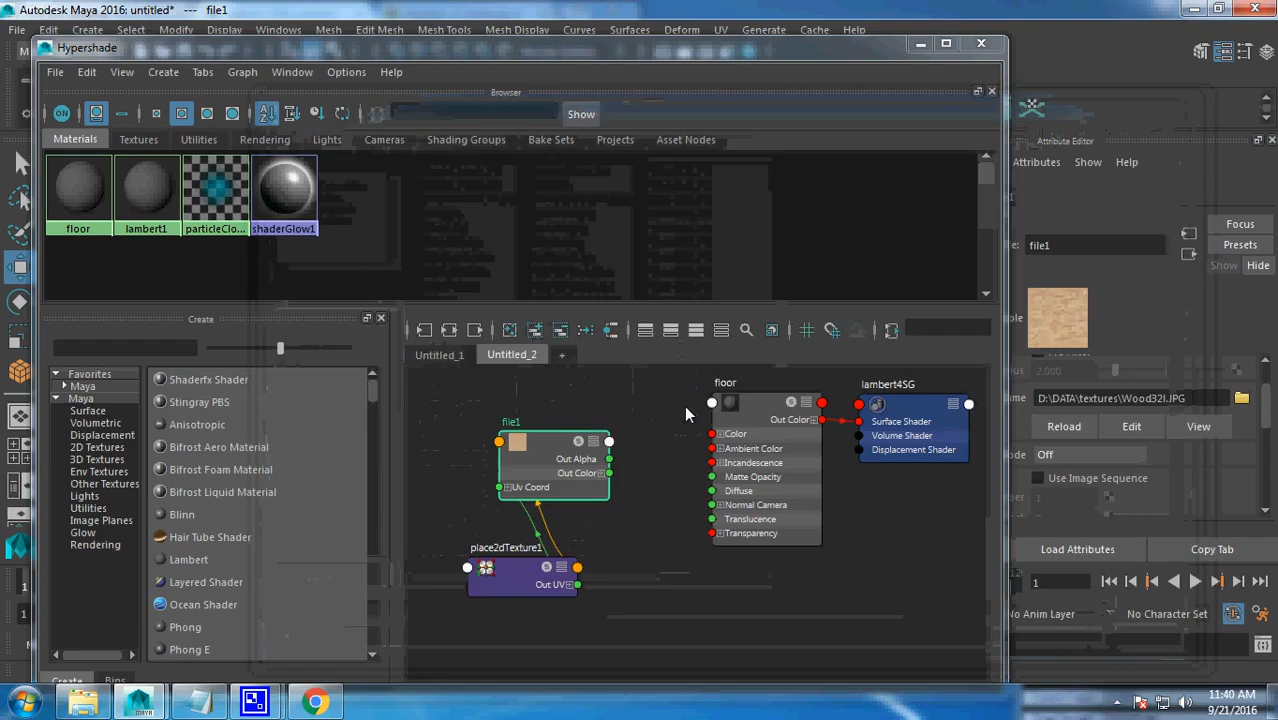 Autodesk Maya 2016: untitled* --- file1
File Edit Create Select Modify Display Windows Mesh Edit Mesh Mesh Tools Mesh Display Curves Surfaces Deform UV Generate Cache Help
Hypershade
File Edit View Create Tabs Graph Window Options Help
Browser
ON Show
Materials Textures Utilities Rendering Lights Cameras Shading Groups Bake Sets Projects Asset Nodes
floor lambert1 particleClo... shaderGlow1
Attribute Editor
Attributes Show Help
file1
Focus
Presets
Show Hide
Create
Untitled_1 Untitled_2 +
Favorites
Maya
Maya
Surface
Volumetric
Displacement
2D Textures
3D Textures
Env Textures
Other Textures
Lights
Utilities
Image Planes
Glow
Rendering
Shaderfx Shader
Stingray PBS
Anisotropic
Bifrost Aero Material
Bifrost Foam Material
Bifrost Liquid Material
Blinn
Hair Tube Shader
Lambert
Layered Shader
Ocean Shader
Phong
Phong E
file1
Out Alpha
Out Color
Uv Coord
place2dTexture1
Out UV
floor
Out Color
Color
Ambient Color
Incandescence
Matte Opacity
Diffuse
Normal Camera
Translucence
Transparency
lambert4SG
Surface Shader
Volume Shader
Displacement Shader
2.000
D:\DATA\textures\Wood32l.JPG
Reload Edit View
Off
Use Image Sequence
Load Attributes Copy Tab
12 1
No Anim Layer No Character Set
Create Bins
MAYA
11:40 AM
9/21/2016